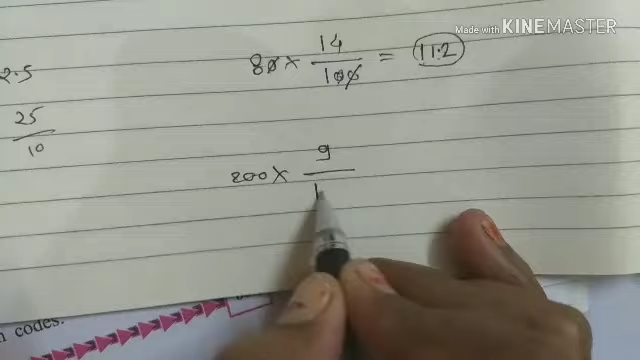 Made with KINEMASTER
2.5
80 × 14/100 = 11.2
25/10
200 × 9/1
n codes.